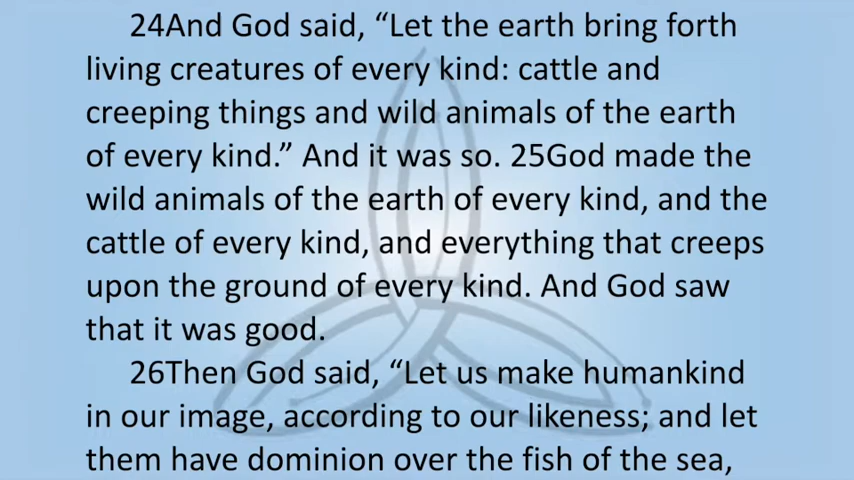 24And God said, “Let the earth bring forth
living creatures of every kind: cattle and
creeping things and wild animals of the earth
of every kind.” And it was so. 25God made the
wild animals of the earth of every kind, and the
cattle of every kind, and everything that creeps
upon the ground of every kind. And God saw
that it was good.
26Then God said, “Let us make humankind
in our image, according to our likeness; and let
them have dominion over the fish of the sea,